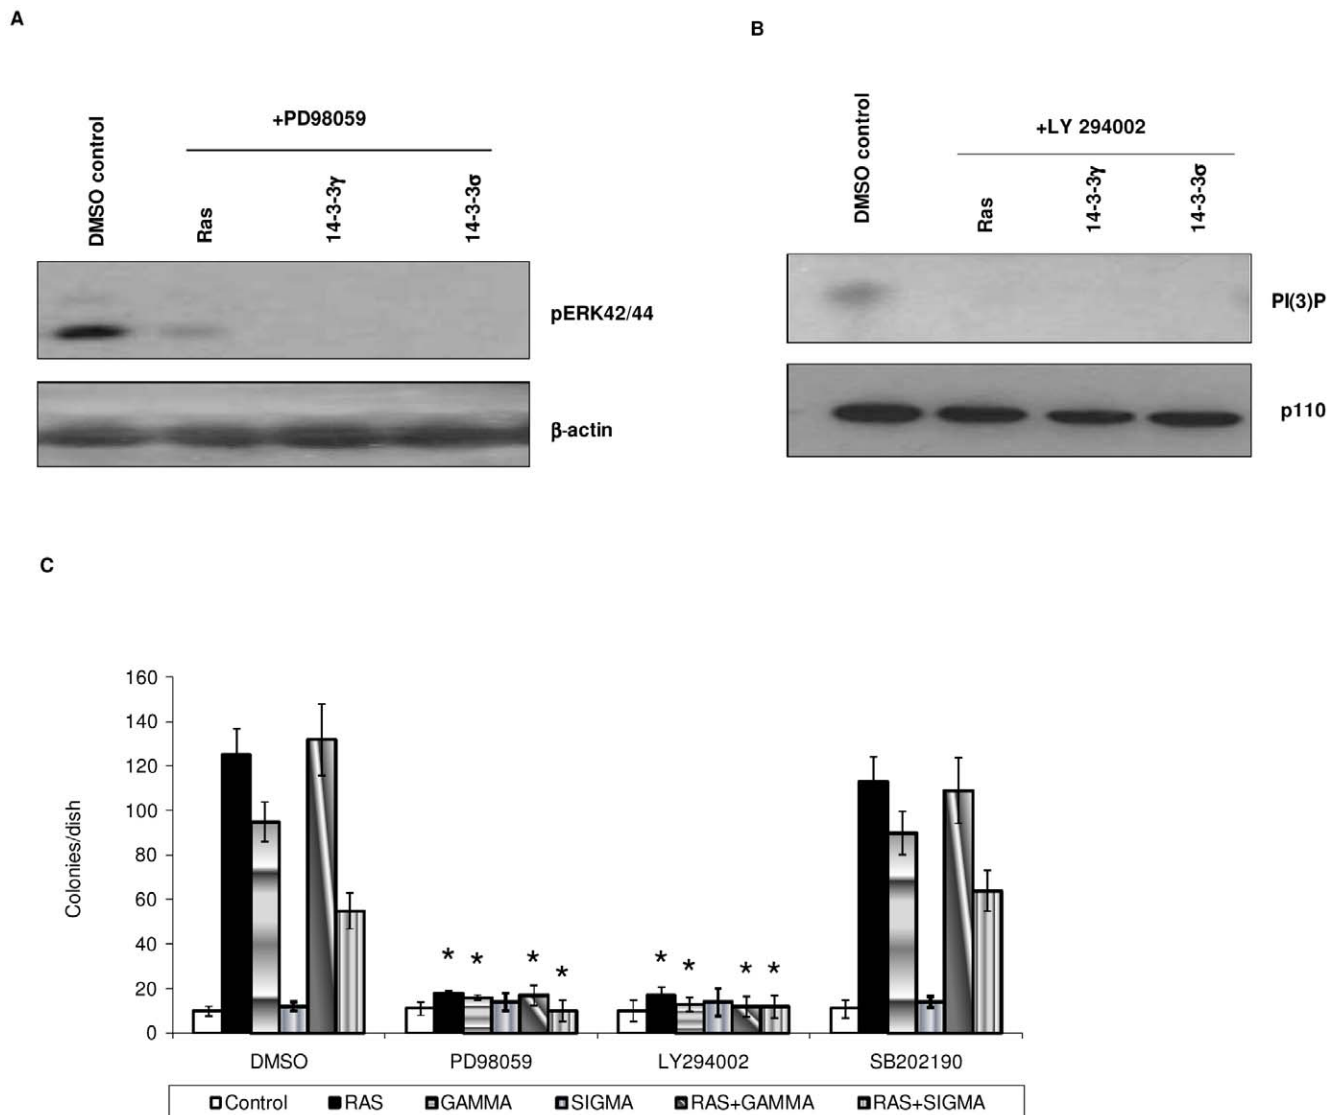 A
B
+PD98059
DMSO control
Ras
14-3-3γ
14-3-3σ
pERK42/44
β-actin
+LY 294002
DMSO control
Ras
14-3-3γ
14-3-3σ
PI(3)P
p110
C
Colonies/dish
160
140
120
100
80
60
40
20
0
* * * *
* * * *
DMSO PD98059 LY294002 SB202190
Control RAS GAMMA SIGMA RAS+GAMMA RAS+SIGMA